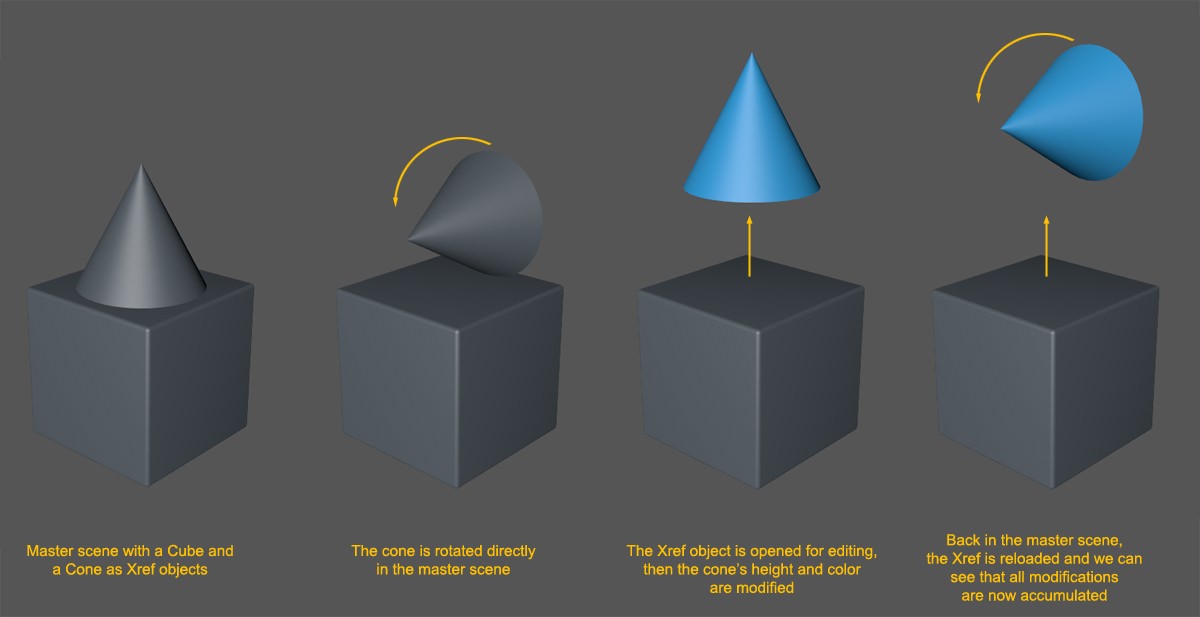 Master scene with a Cube and
a Cone as Xref objects
The cone is rotated directly
in the master scene
The Xref object is opened for editing,
then the cone's height and color
are modified
Back in the master scene,
the Xref is reloaded and we can
see that all modifications
are now accumulated